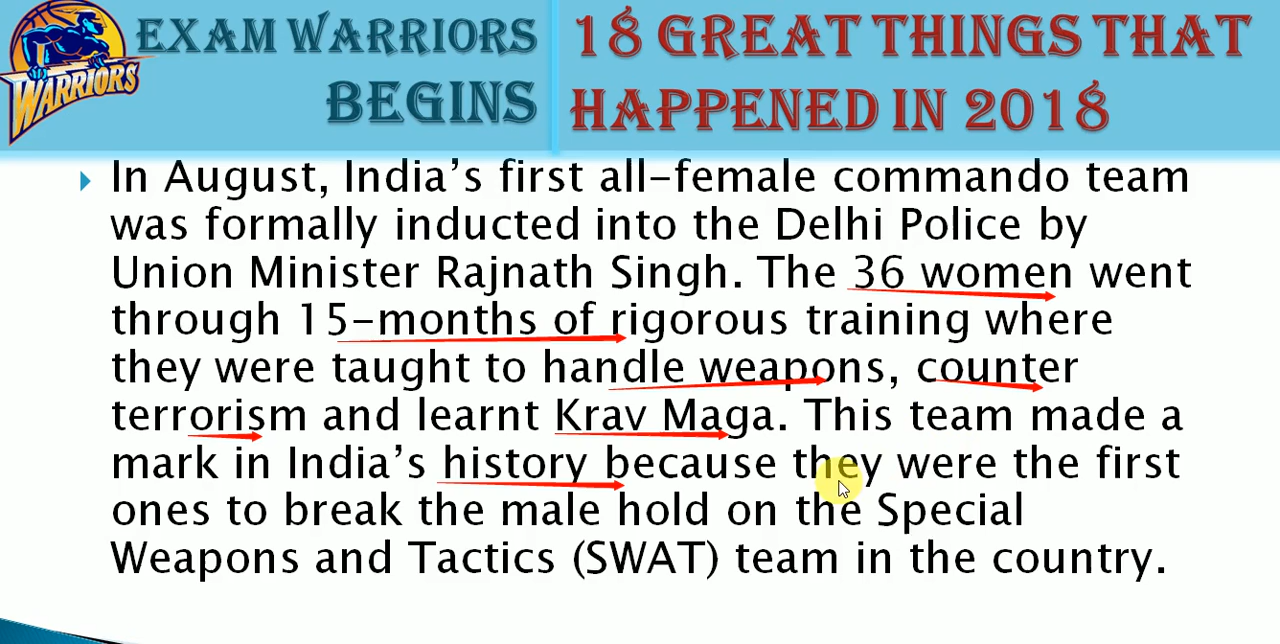 WARRIORS
EXAM WARRIORS
BEGINS
18 GREAT THINGS THAT
HAPPENED IN 2018
In August, India’s first all-female commando team
was formally inducted into the Delhi Police by
Union Minister Rajnath Singh. The 36 women went
through 15-months of rigorous training where
they were taught to handle weapons, counter
terrorism and learnt Krav Maga. This team made a
mark in India’s history because they were the first
ones to break the male hold on the Special
Weapons and Tactics (SWAT) team in the country.